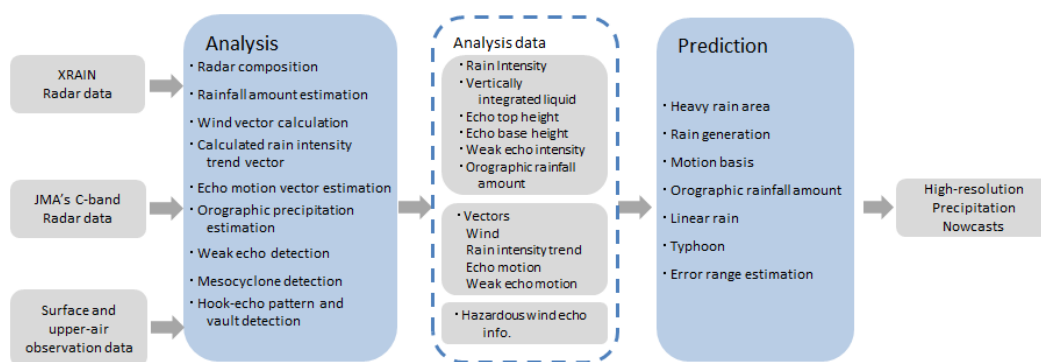 XRAIN
Radar data
JMA's C-band
Radar data
Surface and
upper-air
observation data
Analysis
・Radar composition
・Rainfall amount estimation
・Wind vector calculation
・Calculated rain intensity
trend vector
・Echo motion vector estimation
・Orographic precipitation
estimation
・Weak echo detection
・Mesocyclone detection
・Hook-echo pattern and
vault detection
Analysis data
・Rain Intensity
・Vertically
integrated liquid
・Echo top height
・Echo base height
・Weak echo intensity
・Orographic rainfall
amount
・Vectors
Wind
Rain intensity trend
Echo motion
Weak echo motion
・Hazardous wind echo
info.
Prediction
・Heavy rain area
・Rain generation
・Motion basis
・Orographic rainfall amount
・Linear rain
・Typhoon
・Error range estimation
High-resolution
Precipitation
Nowcasts